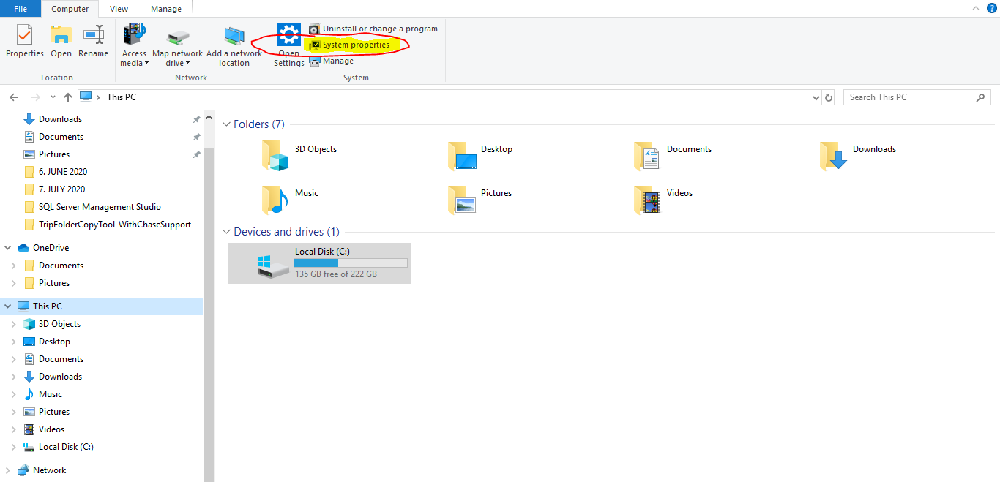 File Computer View Manage
Properties Open Rename
Location
Access media Map network drive Add a network location
Network
Open Settings
Uninstall or change a program
System properties
Manage
System
This PC
Search This PC
Downloads
Documents
Pictures
6. JUNE 2020
7. JULY 2020
SQL Server Management Studio
TripFolderCopyTool-WithChaseSupport
OneDrive
Documents
Pictures
This PC
3D Objects
Desktop
Documents
Downloads
Music
Pictures
Videos
Local Disk (C:)
Network
Folders (7)
3D Objects Desktop Documents Downloads
Music Pictures Videos
Devices and drives (1)
Local Disk (C:)
135 GB free of 222 GB